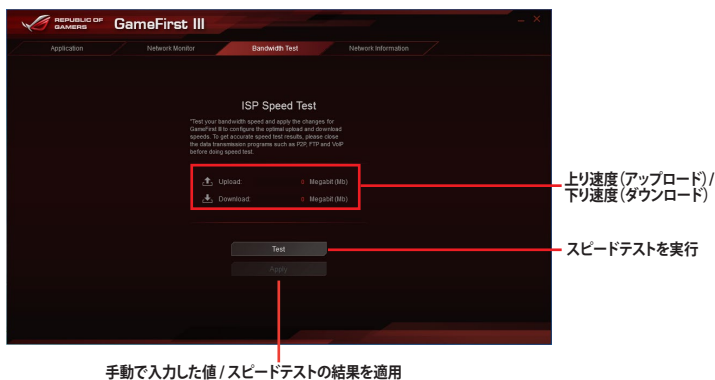 REPUBLIC OF
GAMERS
GameFirst III
Application
Network Monitor
Bandwidth Test
Network Information
ISP Speed Test
*Test your bandwidth speed and apply the changes for
GameFirst III to configure the optimal upload and download
speeds. To get accurate speed test results, please close
the data transmission programs such as P2P, FTP and VoIP
before doing speed test.
Upload: 0 Megabit (Mb)
Download: 0 Megabit (Mb)
上り速度(アップロード)/
下り速度(ダウンロード)
Test
スピードテストを実行
Apply
手動で入力した値 / スピードテストの結果を適用